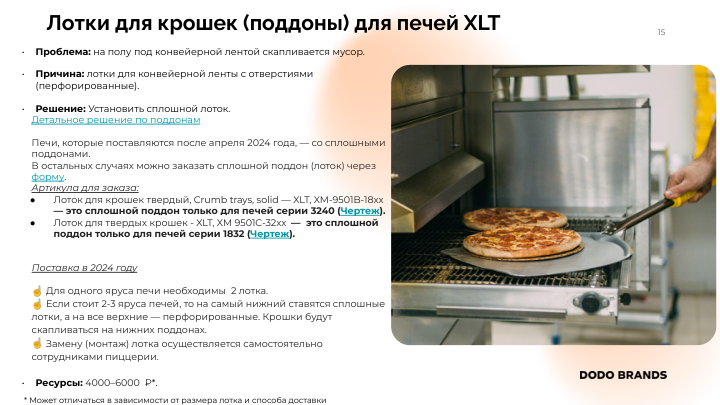 Лотки для крошек (поддоны) для печей XLT
15
• Проблема: на полу под конвейерной лентой скапливается мусор.
• Причина: лотки для конвейерной ленты с отверстиями
(перфорированные).
• Решение: Установить сплошной лоток.
Детальное решение по поддонам
Печи, которые поставляются после апреля 2024 года, — со сплошными
поддонами.
В остальных случаях можно заказать сплошной поддон (лоток) через
форму.
Артикула для заказа:
● Лоток для крошек твердый, Crumb trays, solid — XLT, XM-9501B-18xx
— это сплошной поддон только для печей серии 3240 (Чертеж).
● Лоток для твердых крошек - XLT, XM 9501C-32xx — это сплошной
поддон только для печей серии 1832 (Чертеж).
Поставка в 2024 году
☝ Для одного яруса печи необходимы 2 лотка.
☝ Если стоит 2-3 яруса печей, то на самый нижний ставятся сплошные
лотки, а на все верхние — перфорированные. Крошки будут
скапливаться на нижних поддонах.
☝ Замену (монтаж) лотка осуществляется самостоятельно
сотрудниками пиццерии.
• Ресурсы: 4000–6000 ₽*.
* Может отличаться в зависимости от размера лотка и способа доставки
DODO BRANDS